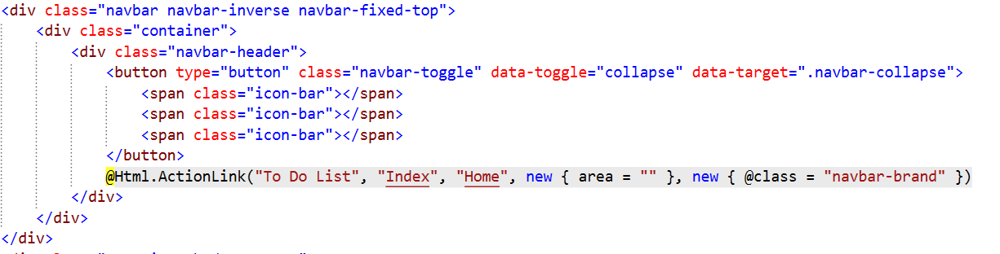 <div class="navbar navbar-inverse navbar-fixed-top">
    <div class="container">
        <div class="navbar-header">
            <button type="button" class="navbar-toggle" data-toggle="collapse" data-target=".navbar-collapse">
                <span class="icon-bar"></span>
                <span class="icon-bar"></span>
                <span class="icon-bar"></span>
            </button>
            @Html.ActionLink("To Do List", "Index", "Home", new { area = "" }, new { @class = "navbar-brand" })
        </div>
    </div>
</div>